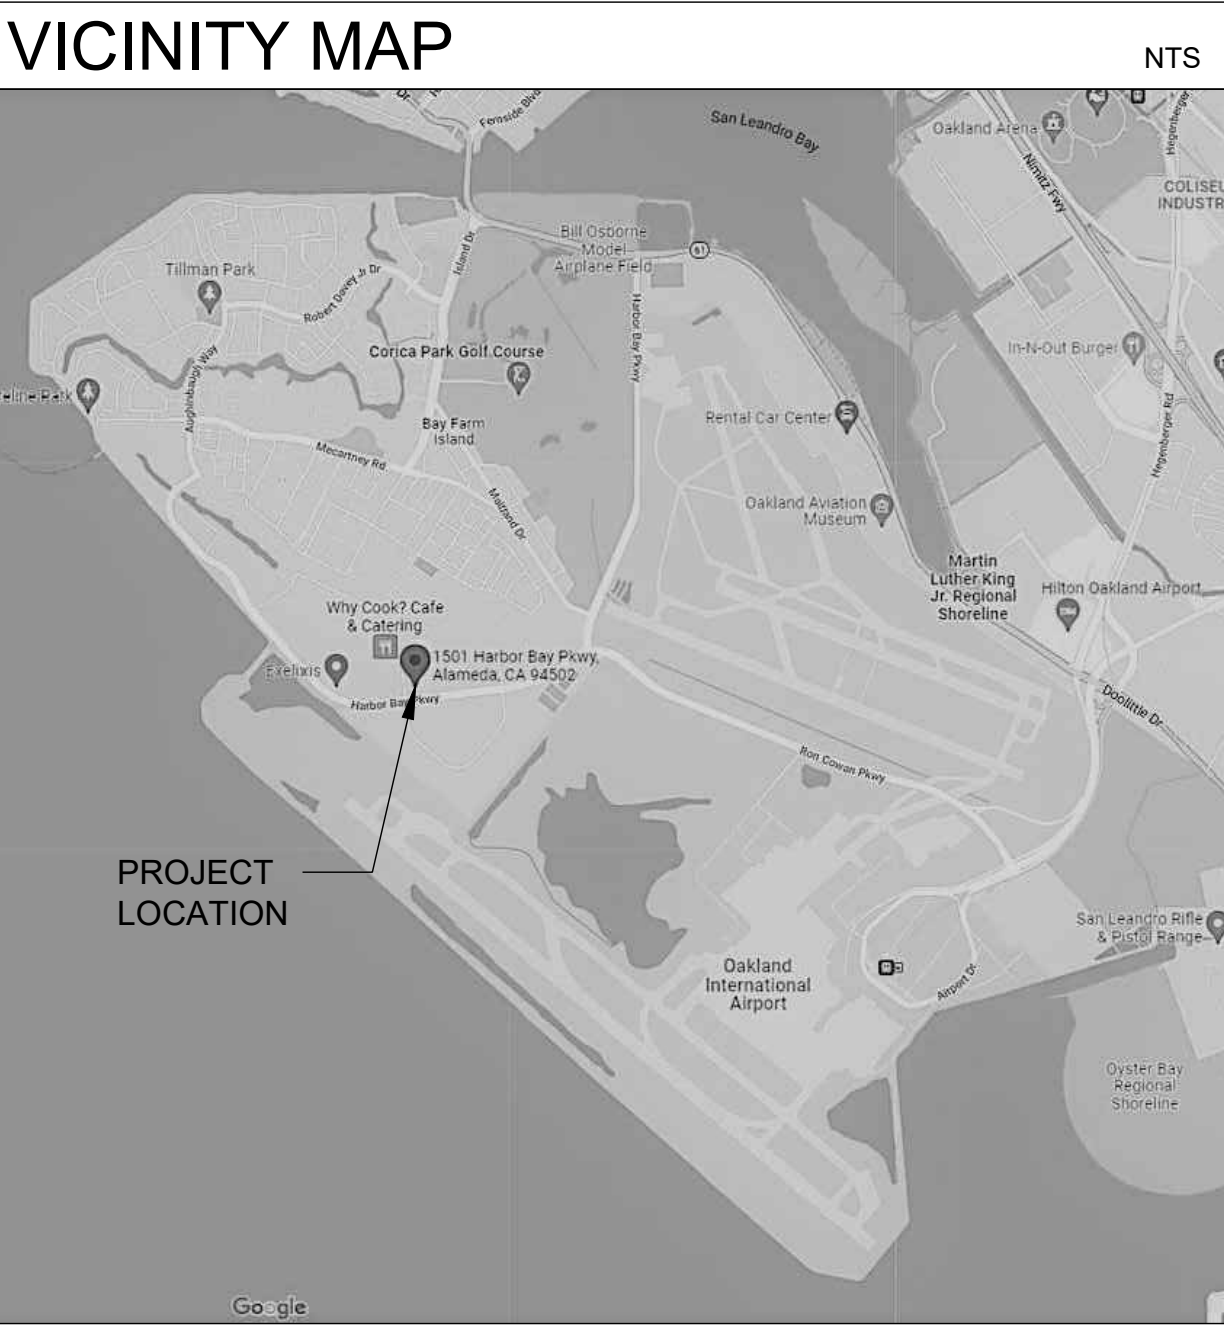 VICINITY MAP
NTS
Fernside Blvd
San Leandro Bay
Oakland Arena
Hegenberger
Nimitz Fwy
COLISEU
INDUSTR
Bill Osborne
Model
Airplane Field
61
Island Dr
Tillman Park
Robert Davey Jr Dr
Harbor Bay Pkwy
In-N-Out Burger
Corica Park Golf Course
Aughinbaugh Way
eline Park
Hegenberger Rd
Rental Car Center
Bay Farm
Island
Mecartney Rd
Maitland Dr
Oakland Aviation
Museum
Martin
Luther King
Jr. Regional
Shoreline
Hilton Oakland Airport
Why Cook? Cafe
& Catering
1501 Harbor Bay Pkwy,
Alameda, CA 94502
Exelixis
Harbor Bay Pkwy
Doolittle Dr
Ron Cowan Pkwy
PROJECT
LOCATION
San Leandro Rifle
& Pistol Range
Oakland
International
Airport
Airport Dr
Oyster Bay
Regional
Shoreline
Google